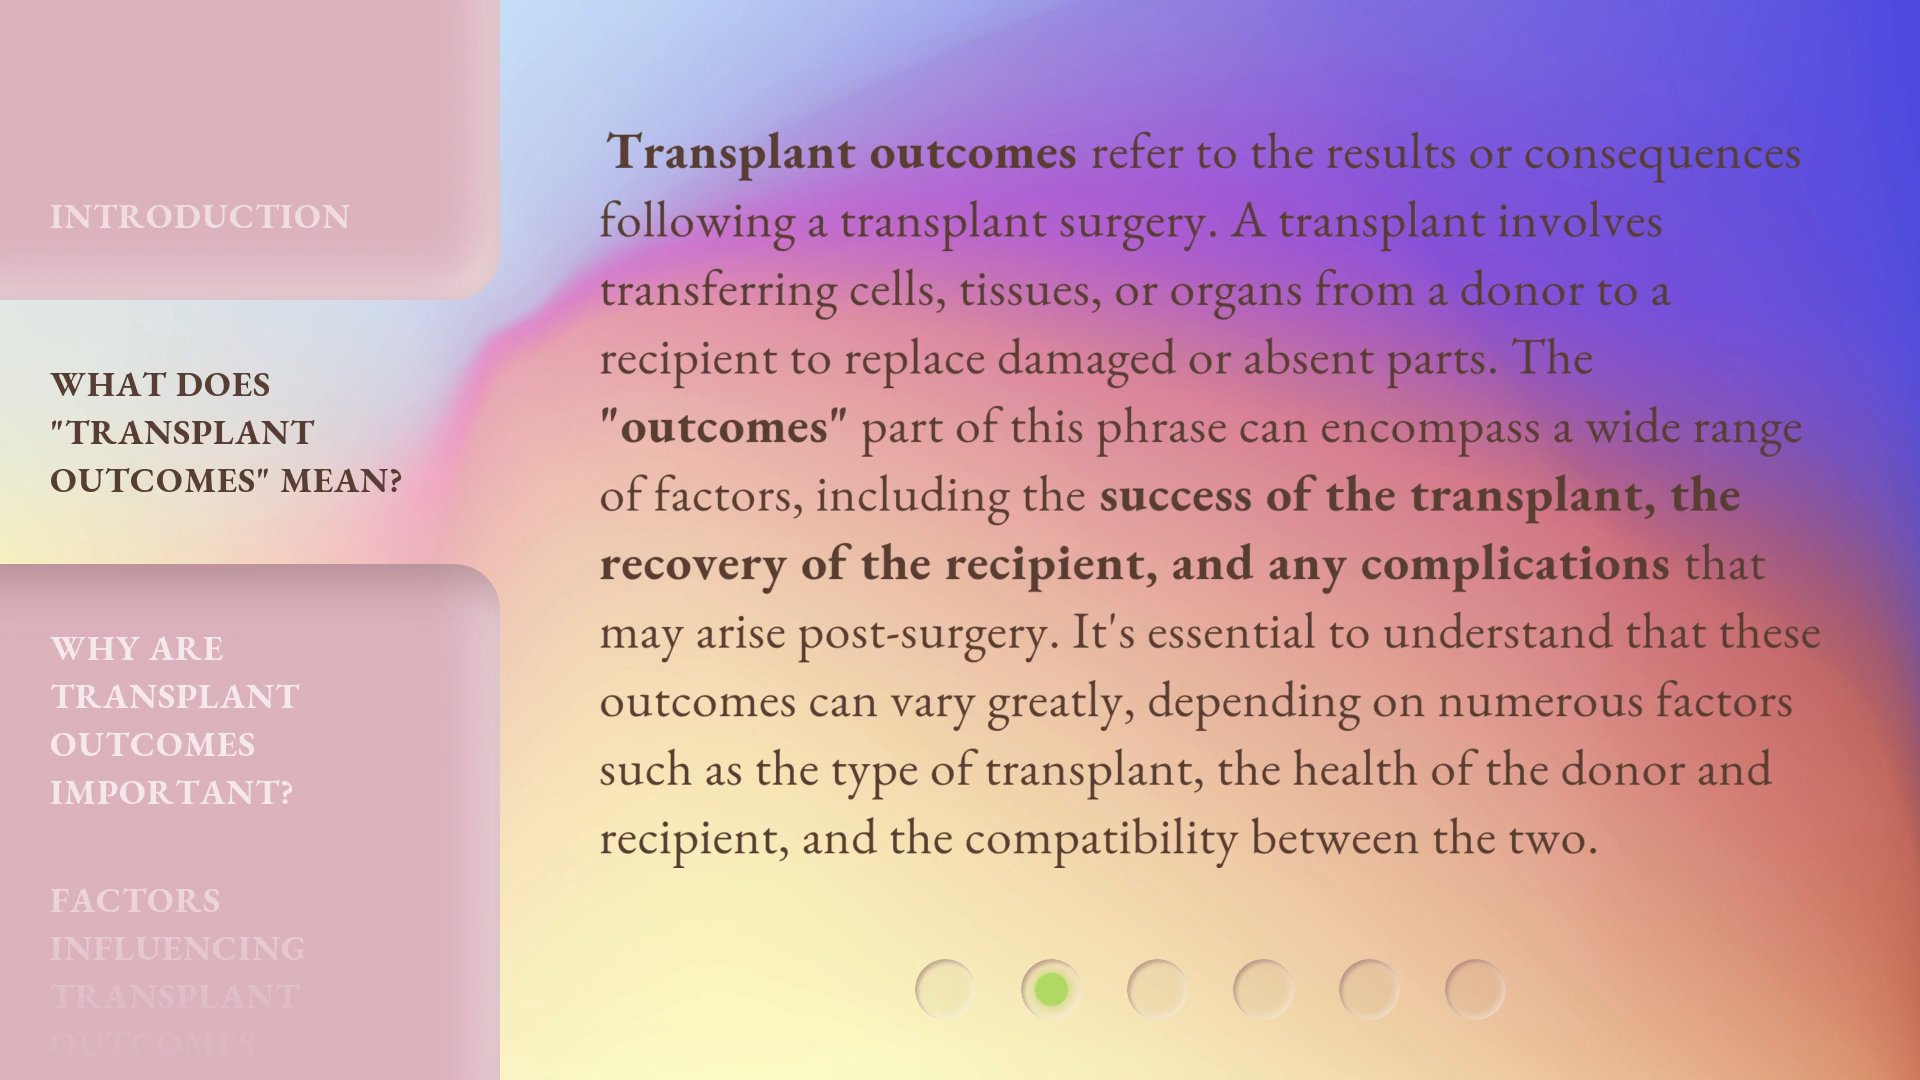 INTRODUCTION
WHAT DOES
"TRANSPLANT
OUTCOMES" MEAN?
WHY ARE
TRANSPLANT
OUTCOMES
IMPORTANT?
FACTORS
INFLUENCING
TRANSPLANT
OUTCOMES
Transplant outcomes refer to the results or consequences
following a transplant surgery. A transplant involves
transferring cells, tissues, or organs from a donor to a
recipient to replace damaged or absent parts. The
"outcomes" part of this phrase can encompass a wide range
of factors, including the success of the transplant, the
recovery of the recipient, and any complications that
may arise post-surgery. It's essential to understand that these
outcomes can vary greatly, depending on numerous factors
such as the type of transplant, the health of the donor and
recipient, and the compatibility between the two.